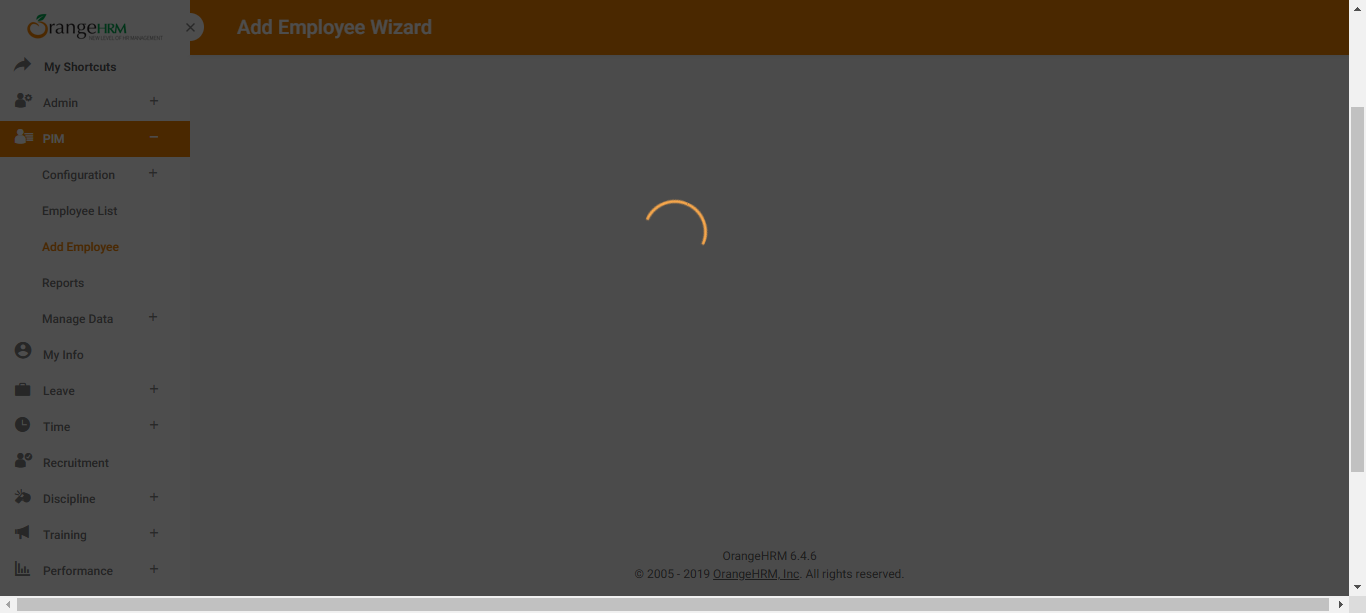 OrangeHRM
Add Employee Wizard
My Shortcuts
Admin
PIM
Configuration
Employee List
Add Employee
Reports
Manage Data
My Info
Leave
Time
Recruitment
Discipline
Training
Performance
OrangeHRM 6.4.6
© 2005 - 2019 OrangeHRM, Inc. All rights reserved.